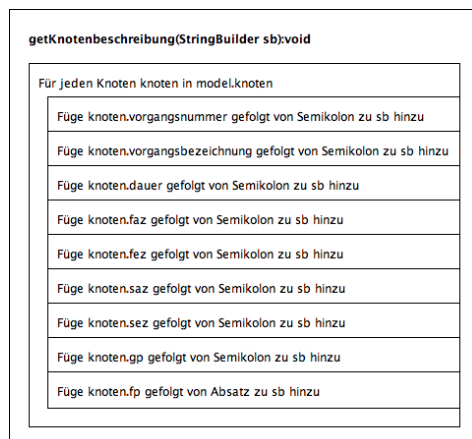 getKnotenbeschreibung(StringBuilder sb):void
Für jeden Knoten knoten in model.knoten
Füge knoten.vorgangsnummer gefolgt von Semikolon zu sb hinzu
Füge knoten.vorgangsbezeichnung gefolgt von Semikolon zu sb hinzu
Füge knoten.dauer gefolgt von Semikolon zu sb hinzu
Füge knoten.faz gefolgt von Semikolon zu sb hinzu
Füge knoten.fez gefolgt von Semikolon zu sb hinzu
Füge knoten.saz gefolgt von Semikolon zu sb hinzu
Füge knoten.sez gefolgt von Semikolon zu sb hinzu
Füge knoten.gp gefolgt von Semikolon zu sb hinzu
Füge knoten.fp gefolgt von Absatz zu sb hinzu